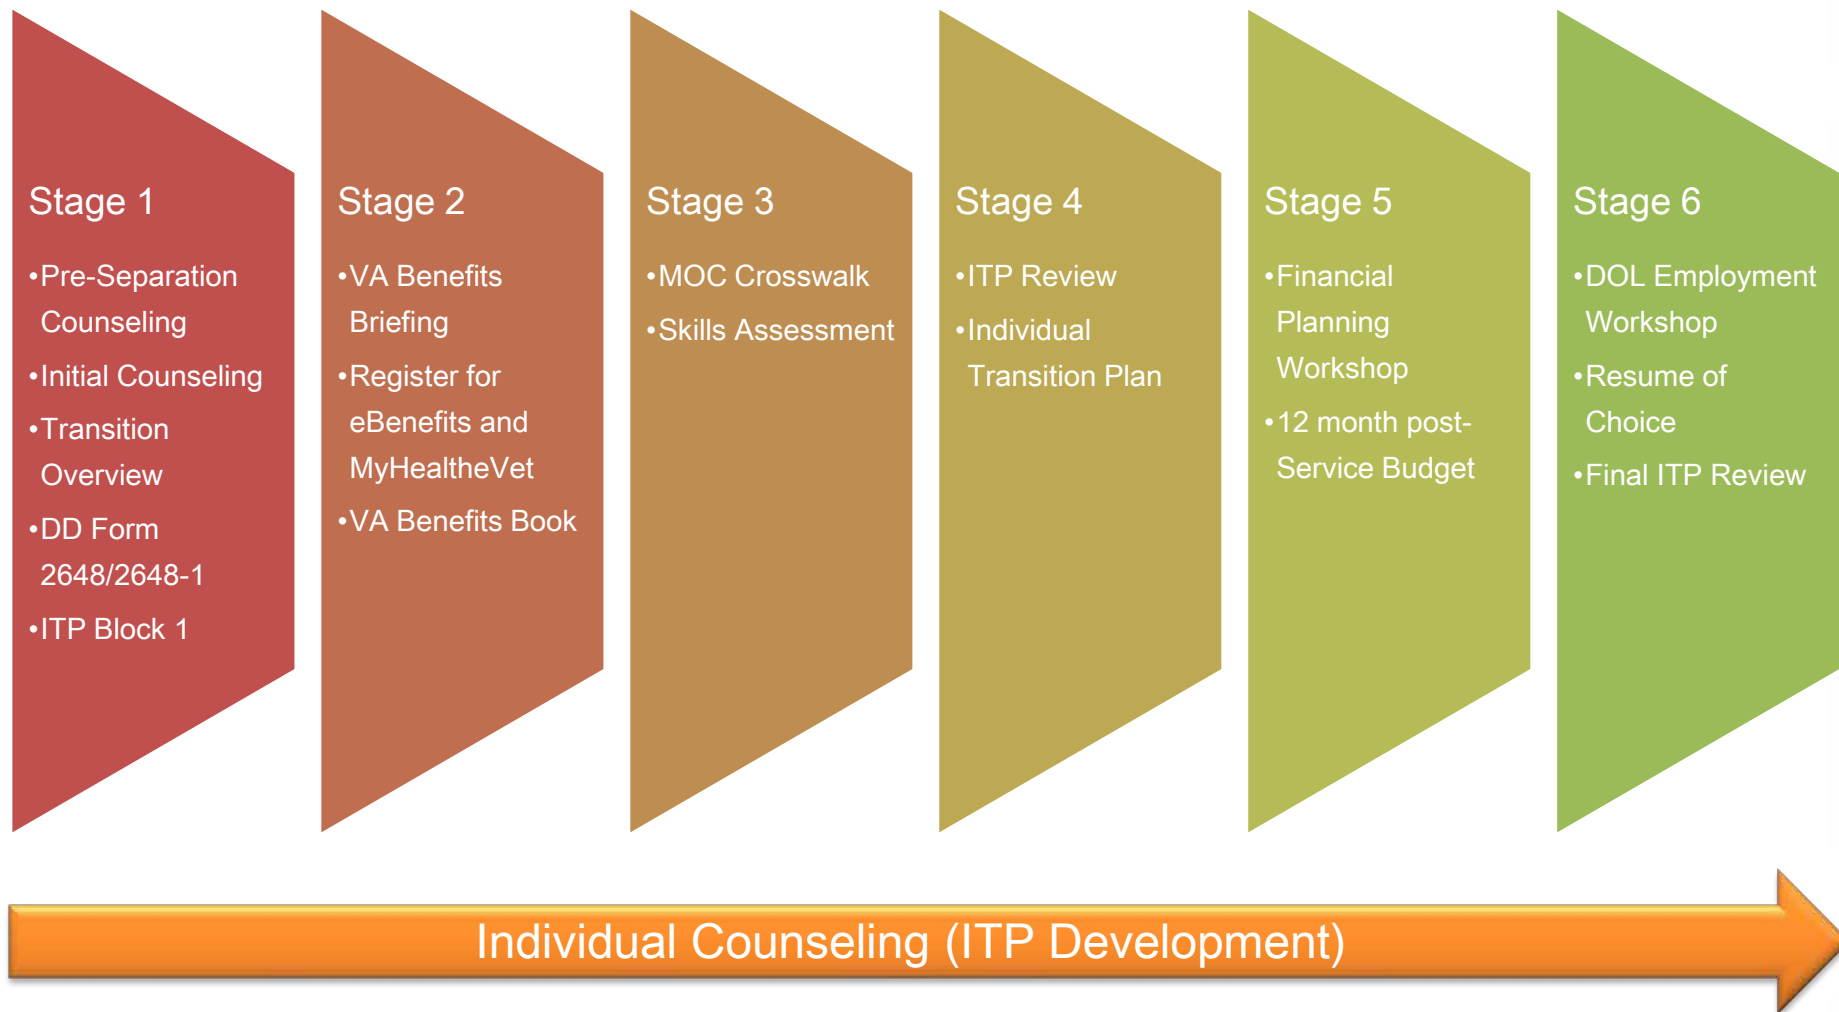 Stage 1
•Pre-Separation
Counseling
•Initial Counseling
•Transition
Overview
•DD Form
2648/2648-1
•ITP Block 1
Stage 2
•VA Benefits
Briefing
•Register for
eBenefits and
MyHealtheVet
•VA Benefits Book
Stage 3
•MOC Crosswalk
•Skills Assessment
Stage 4
•ITP Review
•Individual
Transition Plan
Stage 5
•Financial
Planning
Workshop
•12 month post-
Service Budget
Stage 6
•DOL Employment
Workshop
•Resume of
Choice
•Final ITP Review
Individual Counseling (ITP Development)